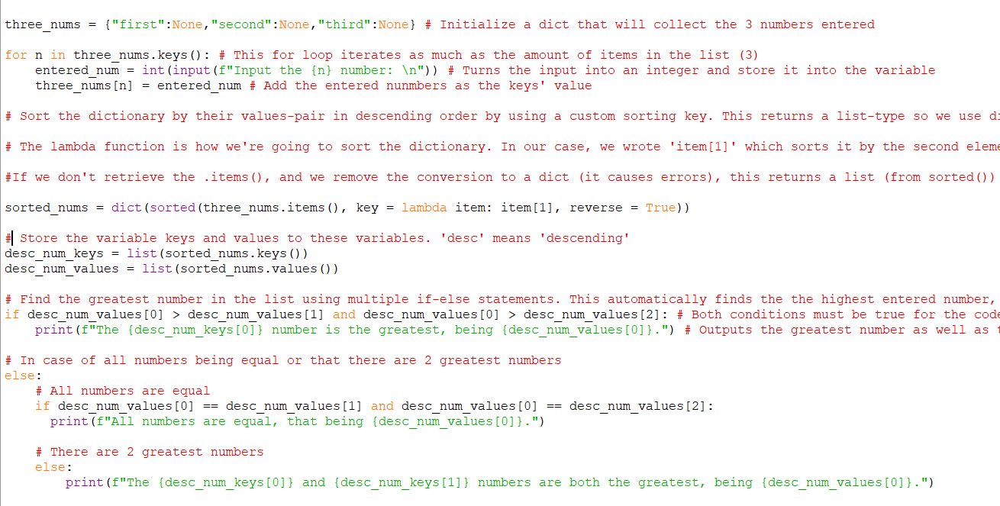 three_nums = {"first":None,"second":None,"third":None} # Initialize a dict that will collect the 3 numbers entered
for n in three_nums.keys(): # This for loop iterates as much as the amount of items in the list (3)
    entered_num = int(input(f"Input the {n} number: \n")) # Turns the input into an integer and store it into the variable
    three_nums[n] = entered_num # Add the entered nunmbers as the keys' value
# Sort the dictionary by their values-pair in descending order by using a custom sorting key. This returns a list-type so we use
# The lambda function is how we're going to sort the dictionary. In our case, we wrote 'item[1]' which sorts it by the second
#If we don't retrieve the .items(), and we remove the conversion to a dict (it causes errors), this returns a list (from sorted())
sorted_nums = dict(sorted(three_nums.items(), key = lambda item: item[1], reverse = True))
# Store the variable keys and values to these variables. 'desc' means 'descending'
desc_num_keys = list(sorted_nums.keys())
desc_num_values = list(sorted_nums.values())
# Find the greatest number in the list using multiple if-else statements. This automatically finds the the highest entered number,
if desc_num_values[0] > desc_num_values[1] and desc_num_values[0] > desc_num_values[2]: # Both conditions must be true for the code
    print(f"The {desc_num_keys[0]} number is the greatest, being {desc_num_values[0]}.") # Outputs the greatest number as well as
# In case of all numbers being equal or that there are 2 greatest numbers
else:
    # All numbers are equal
    if desc_num_values[0] == desc_num_values[1] and desc_num_values[0] == desc_num_values[2]:
      print(f"All numbers are equal, that being {desc_num_values[0]}.")
    # There are 2 greatest numbers
    else:
        print(f"The {desc_num_keys[0]} and {desc_num_keys[1]} numbers are both the greatest, being {desc_num_values[0]}.")